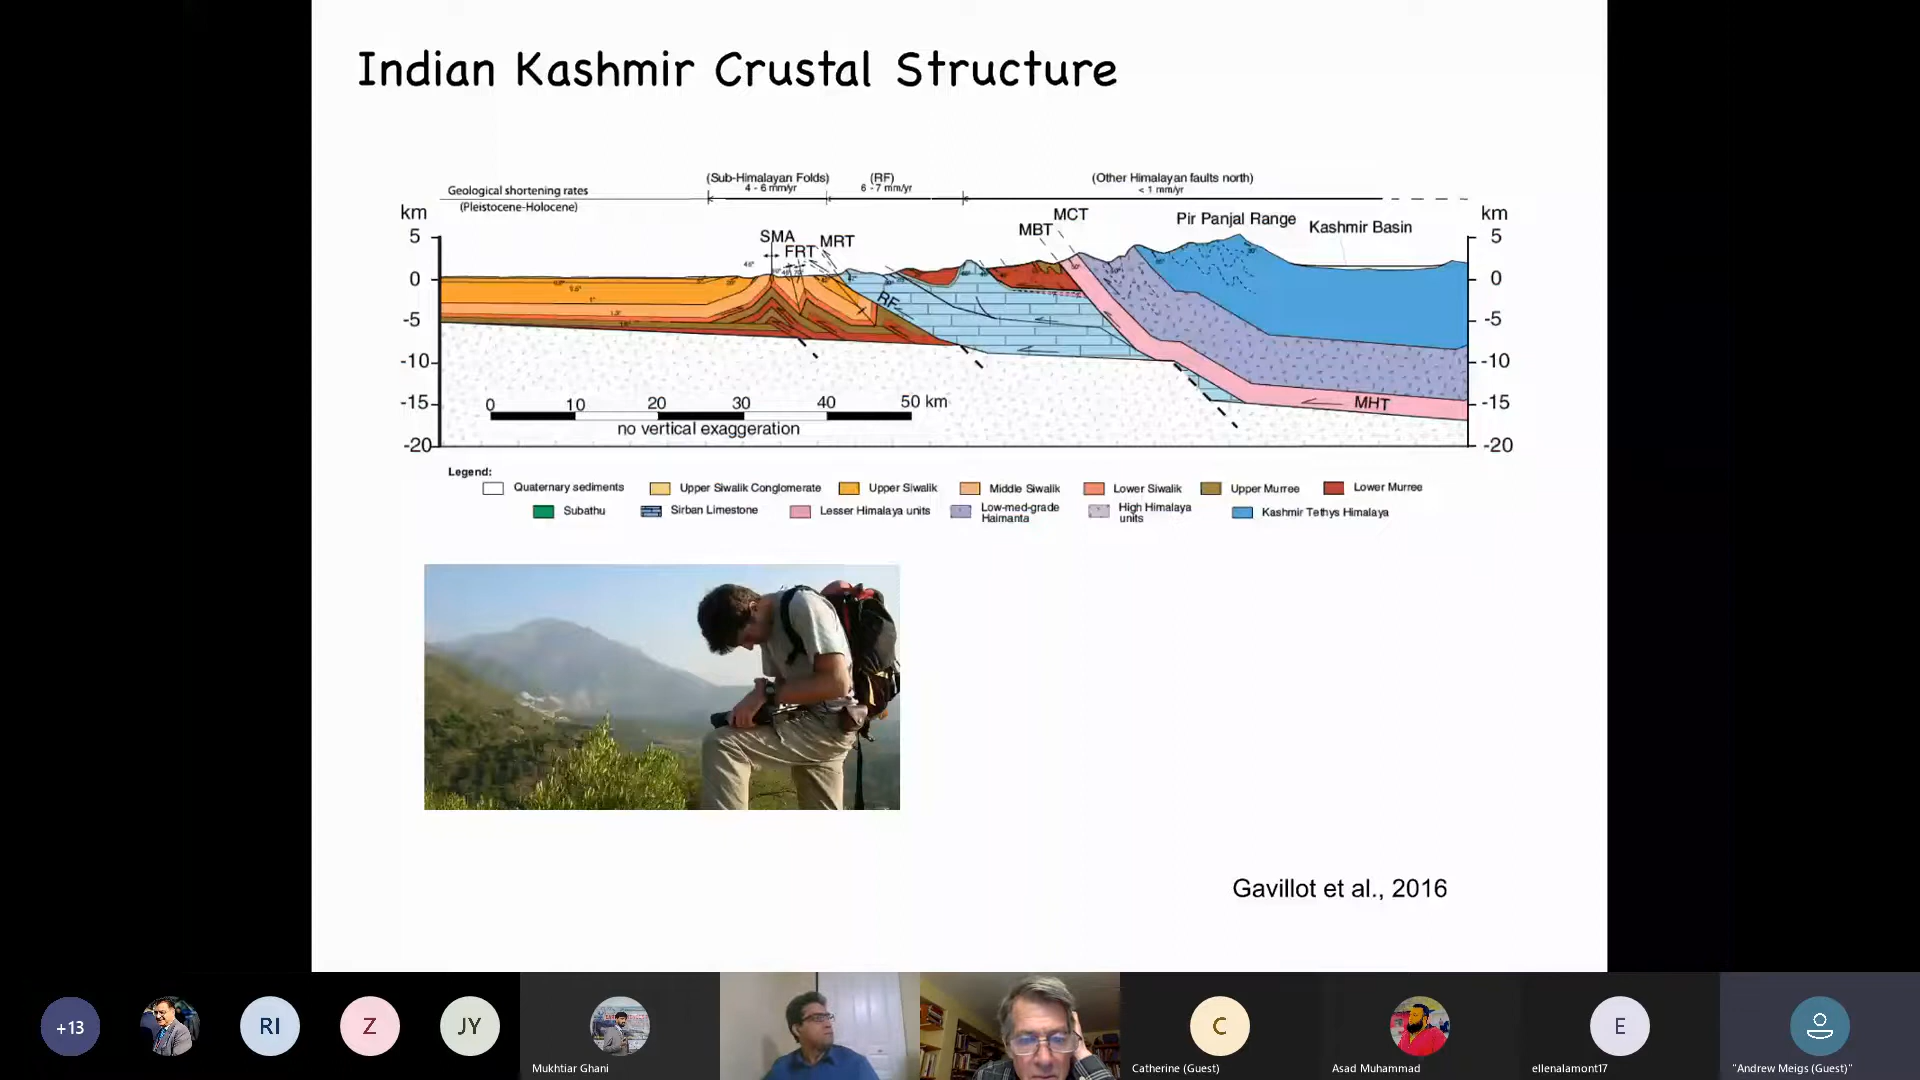 Indian Kashmir Crustal Structure
Geological shortening rates
(Pleistocene-Holocene)
(Sub-Himalayan Folds)
4 - 6 mm/yr
(RF)
6 - 7 mm/yr
(Other Himalayan faults north)
< 1 mm/yr
km
km
MCT
MBT
Pir Panjal Range
Kashmir Basin
SMA
FRT
MRT
RF
MHT
5
0
-5
-10
-15
-20
5
0
-5
-10
-15
-20
0 10 20 30 40 50 km
no vertical exaggeration
Legend:
Quaternary sediments
Upper Siwalik Conglomerate
Upper Siwalik
Middle Siwalik
Lower Siwalik
Upper Murree
Lower Murree
Subathu
Sirban Limestone
Lesser Himalaya units
Low-med-grade
Haimanta
High Himalaya
units
Kashmir Tethys Himalaya
Gavillot et al., 2016
+13
RI
Z
JY
Mukhtiar Ghani
C
Catherine (Guest)
Asad Muhammad
E
ellenalamont17
"Andrew Meigs (Guest)"